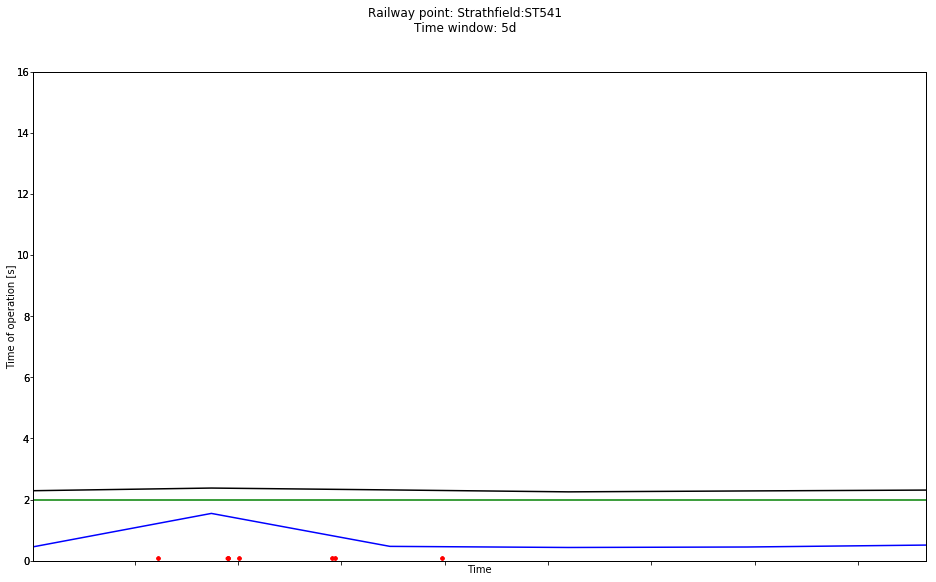 Railway point: Strathfield:ST541
Time window: 5d
16
14
12
10
8
6
4
2
0
Time of operation [s]
Time